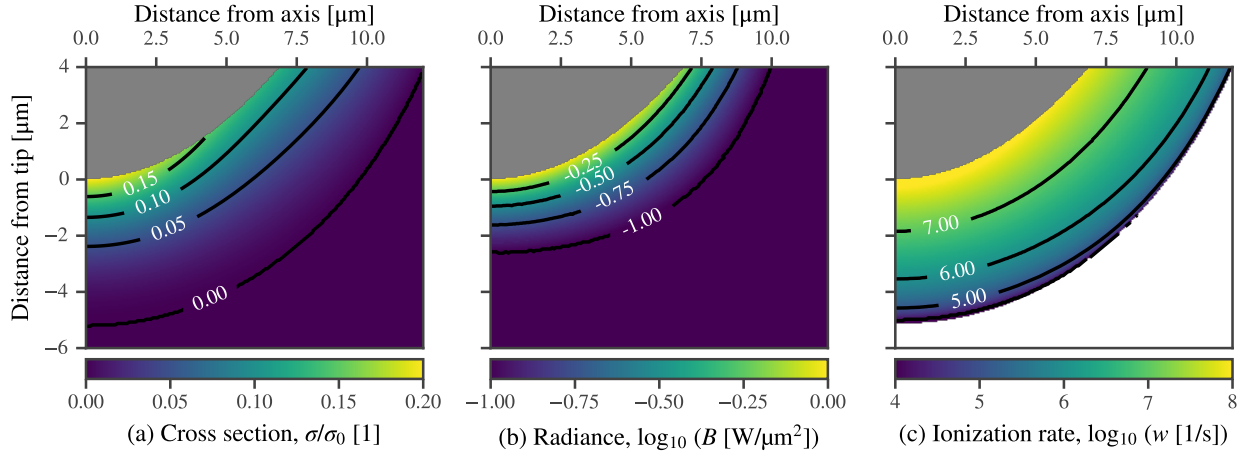 Distance from axis [μm]
Distance from axis [μm]
Distance from axis [μm]
0.0 2.5 5.0 7.5 10.0
0.0 2.5 5.0 7.5 10.0
0.0 2.5 5.0 7.5 10.0
Distance from tip [μm]
4
2
0
−2
−4
−6
0.15
0.10
0.05
0.00
-0.25
-0.50
-0.75
-1.00
7.00
6.00
5.00
0.00 0.05 0.10 0.15 0.20
−1.00 −0.75 −0.50 −0.25 0.00
4 5 6 7 8
(a) Cross section, σ/σ₀ [1]
(b) Radiance, log₁₀ (B [W/μm²])
(c) Ionization rate, log₁₀ (w [1/s])